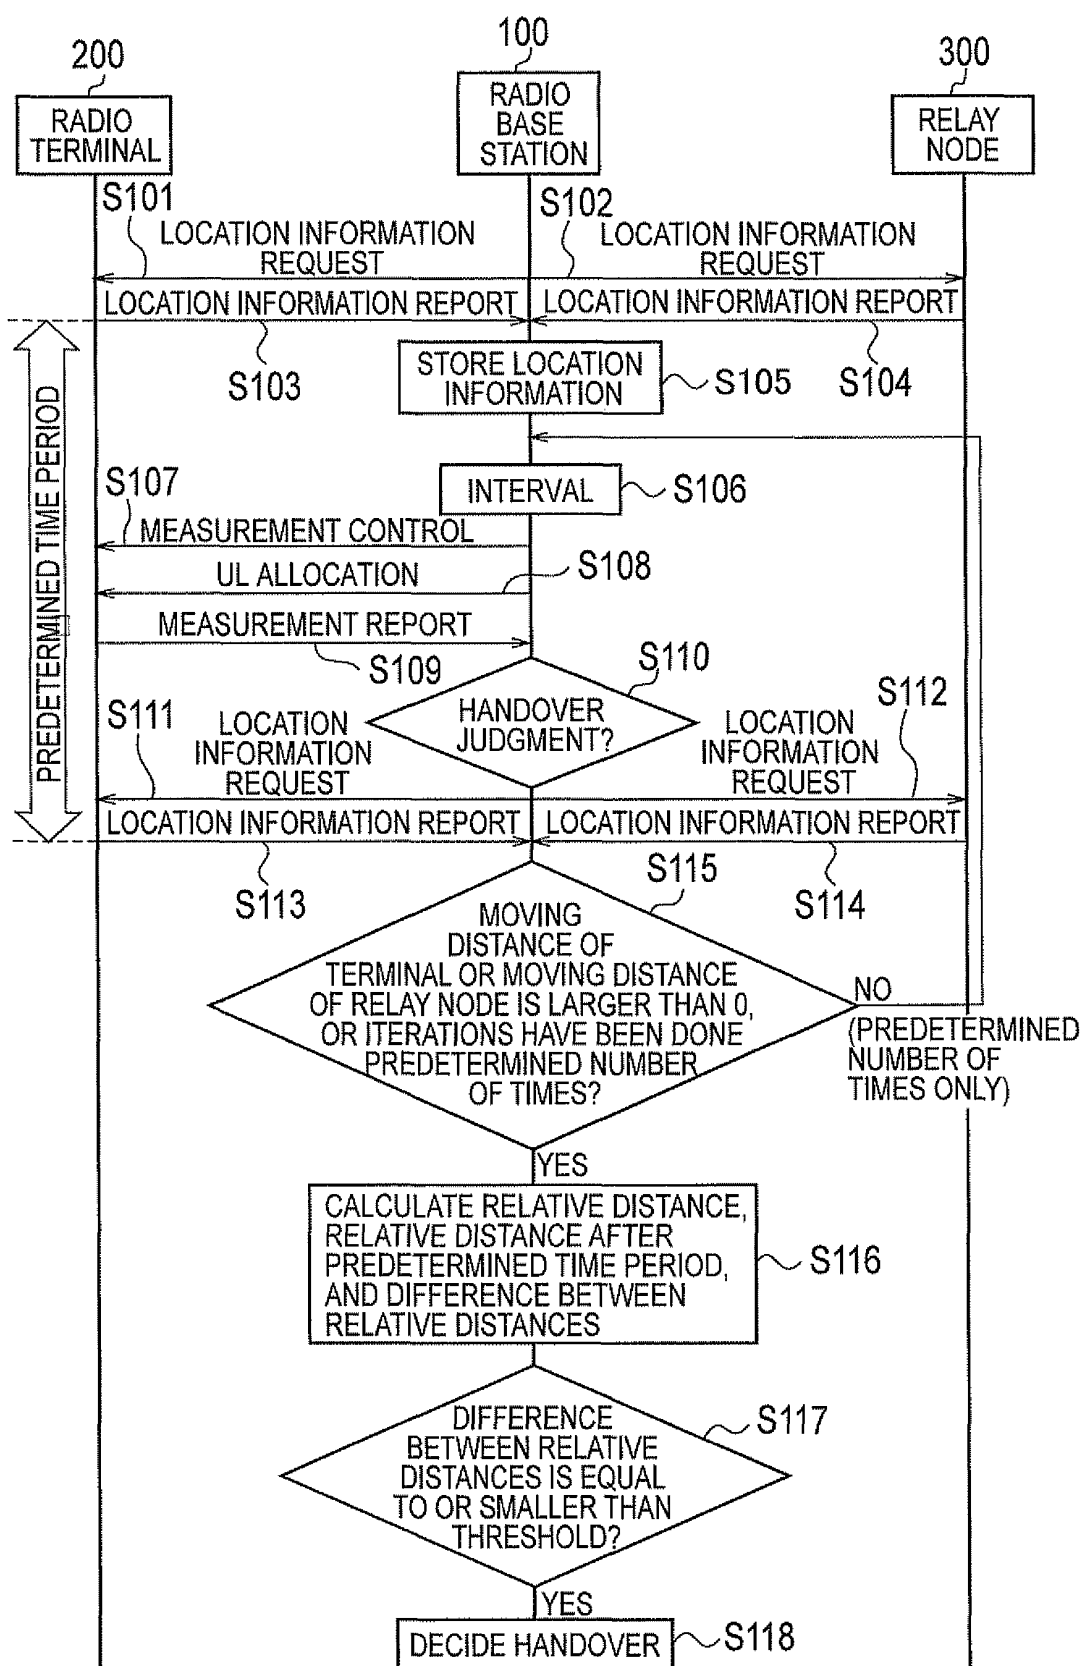 200
100
300
RADIO
TERMINAL
RADIO
BASE
STATION
RELAY
NODE
S101
S102
LOCATION INFORMATION
REQUEST
LOCATION INFORMATION
REQUEST
LOCATION INFORMATION REPORT
LOCATION INFORMATION REPORT
S103
S104
STORE LOCATION
INFORMATION
S105
PREDETERMINED TIME PERIOD
INTERVAL
S106
S107
MEASUREMENT CONTROL
UL ALLOCATION
S108
MEASUREMENT REPORT
S109
S110
HANDOVER
JUDGMENT?
S111
LOCATION
INFORMATION
REQUEST
S112
LOCATION
INFORMATION
REQUEST
LOCATION INFORMATION REPORT
LOCATION INFORMATION REPORT
S113
S114
S115
MOVING
DISTANCE OF
TERMINAL OR MOVING DISTANCE
OF RELAY NODE IS LARGER THAN 0,
OR ITERATIONS HAVE BEEN DONE
PREDETERMINED NUMBER
OF TIMES?
NO
(PREDETERMINED
NUMBER OF
TIMES ONLY)
YES
CALCULATE RELATIVE DISTANCE,
RELATIVE DISTANCE AFTER
PREDETERMINED TIME PERIOD,
AND DIFFERENCE BETWEEN
RELATIVE DISTANCES
S116
DIFFERENCE
BETWEEN RELATIVE
DISTANCES IS EQUAL
TO OR SMALLER THAN
THRESHOLD?
S117
YES
DECIDE HANDOVER
S118